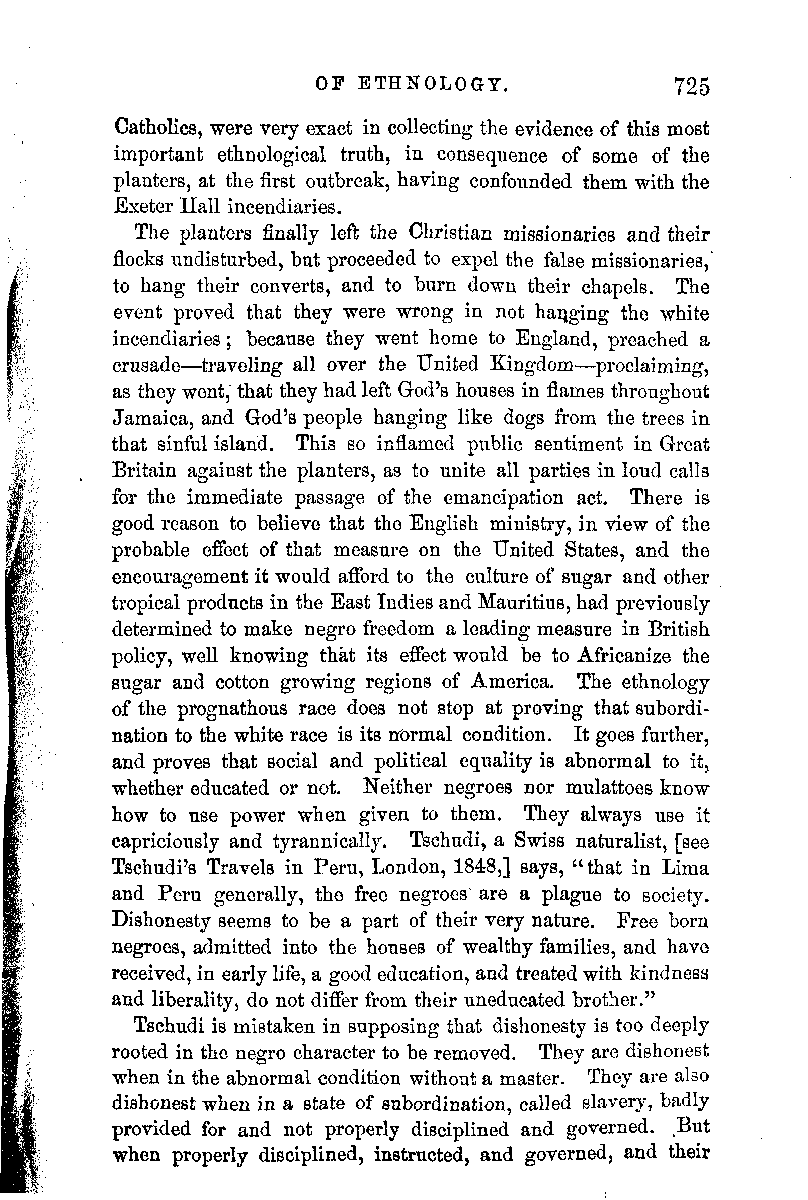 OF ETHNOLOGY. 725
Catholics, were very exact in collecting the evidence of this most
important ethnological truth, in consequence of some of the
planters, at the first outbreak, having confounded them with the
Exeter Hall incendiaries.
The planters finally left the Christian missionaries and their
flocks undisturbed, but proceeded to expel the false missionaries,
to hang their converts, and to burn down their chapels. The
event proved that they were wrong in not hanging the white
incendiaries; because they went home to England, preached a
crusade—traveling all over the United Kingdom—proclaiming,
as they went, that they had left God's houses in flames throughout
Jamaica, and God's people hanging like dogs from the trees in
that sinful island. This so inflamed public sentiment in Great
Britain against the planters, as to unite all parties in loud calls
for the immediate passage of the emancipation act. There is
good reason to believe that the English ministry, in view of the
probable effect of that measure on the United States, and the
encouragement it would afford to the culture of sugar and other
tropical products in the East Indies and Mauritius, had previously
determined to make negro freedom a leading measure in British
policy, well knowing that its effect would be to Africanize the
sugar and cotton growing regions of America. The ethnology
of the prognathous race does not stop at proving that subordi-
nation to the white race is its normal condition. It goes further,
and proves that social and political equality is abnormal to it,
whether educated or not. Neither negroes nor mulattoes know
how to use power when given to them. They always use it
capriciously and tyrannically. Tschudi, a Swiss naturalist, [see
Tschudi's Travels in Peru, London, 1848,] says, "that in Lima
and Peru generally, the free negroes are a plague to society.
Dishonesty seems to be a part of their very nature. Free born
negroes, admitted into the houses of wealthy families, and have
received, in early life, a good education, and treated with kindness
and liberality, do not differ from their uneducated brother."
Tschudi is mistaken in supposing that dishonesty is too deeply
rooted in the negro character to be removed. They are dishonest
when in the abnormal condition without a master. They are also
dishonest when in a state of subordination, called slavery, badly
provided for and not properly disciplined and governed. But
when properly disciplined, instructed, and governed, and their